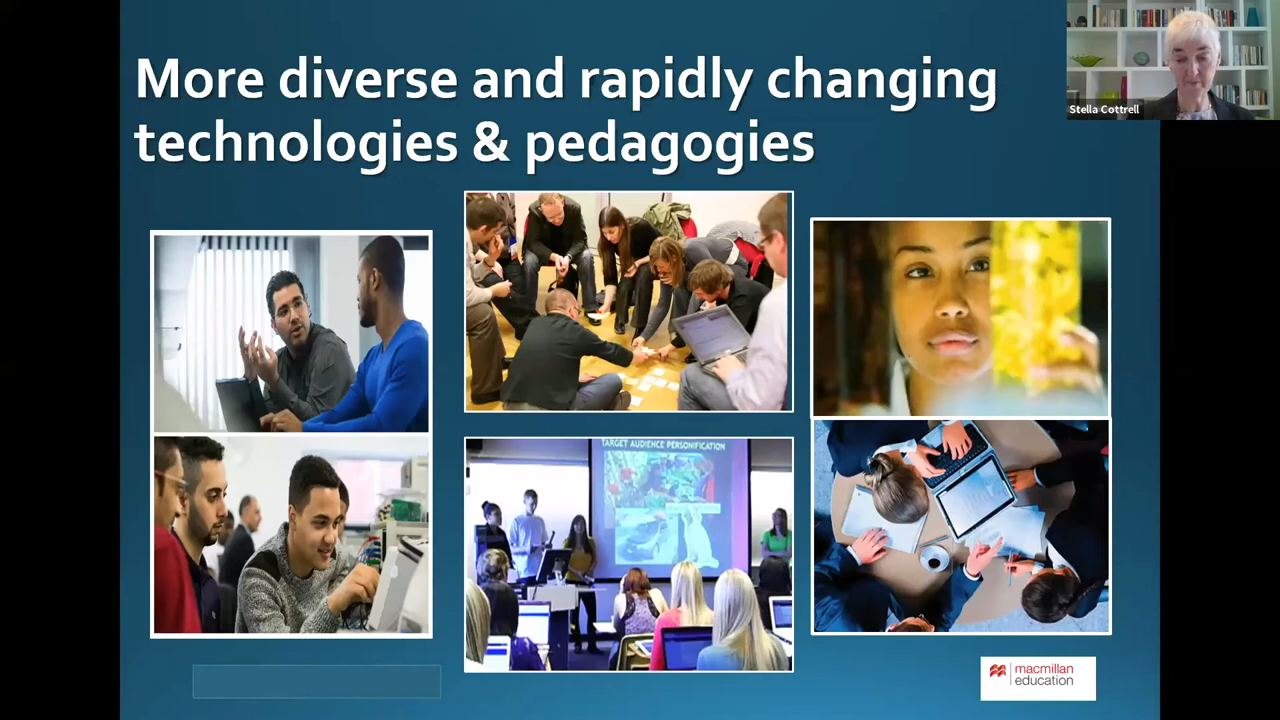 More diverse and rapidly changing
technologies & pedagogies
Stella Cottrell
TARGET AUDIENCE PERSONIFICATION
macmillan
education